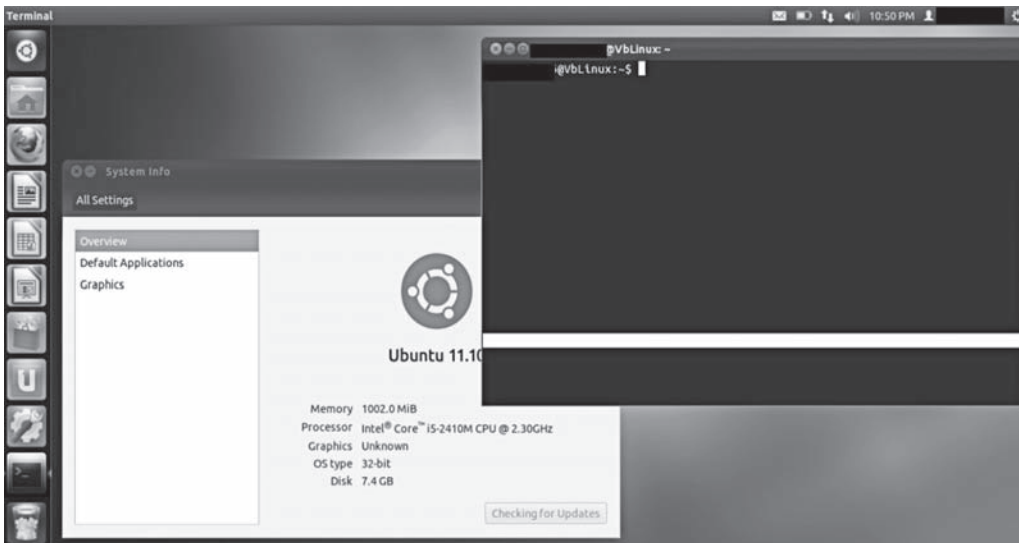 Terminal
10:50 PM
@VbLinux: ~
@VbLinux:~$
System Info
All Settings
Overview
Default Applications
Graphics
Ubuntu 11.10
Memory 1002.0 MiB
Processor Intel® Core™ i5-2410M CPU @ 2.30GHz
Graphics Unknown
OS type 32-bit
Disk 7.4 GB
Checking for Updates